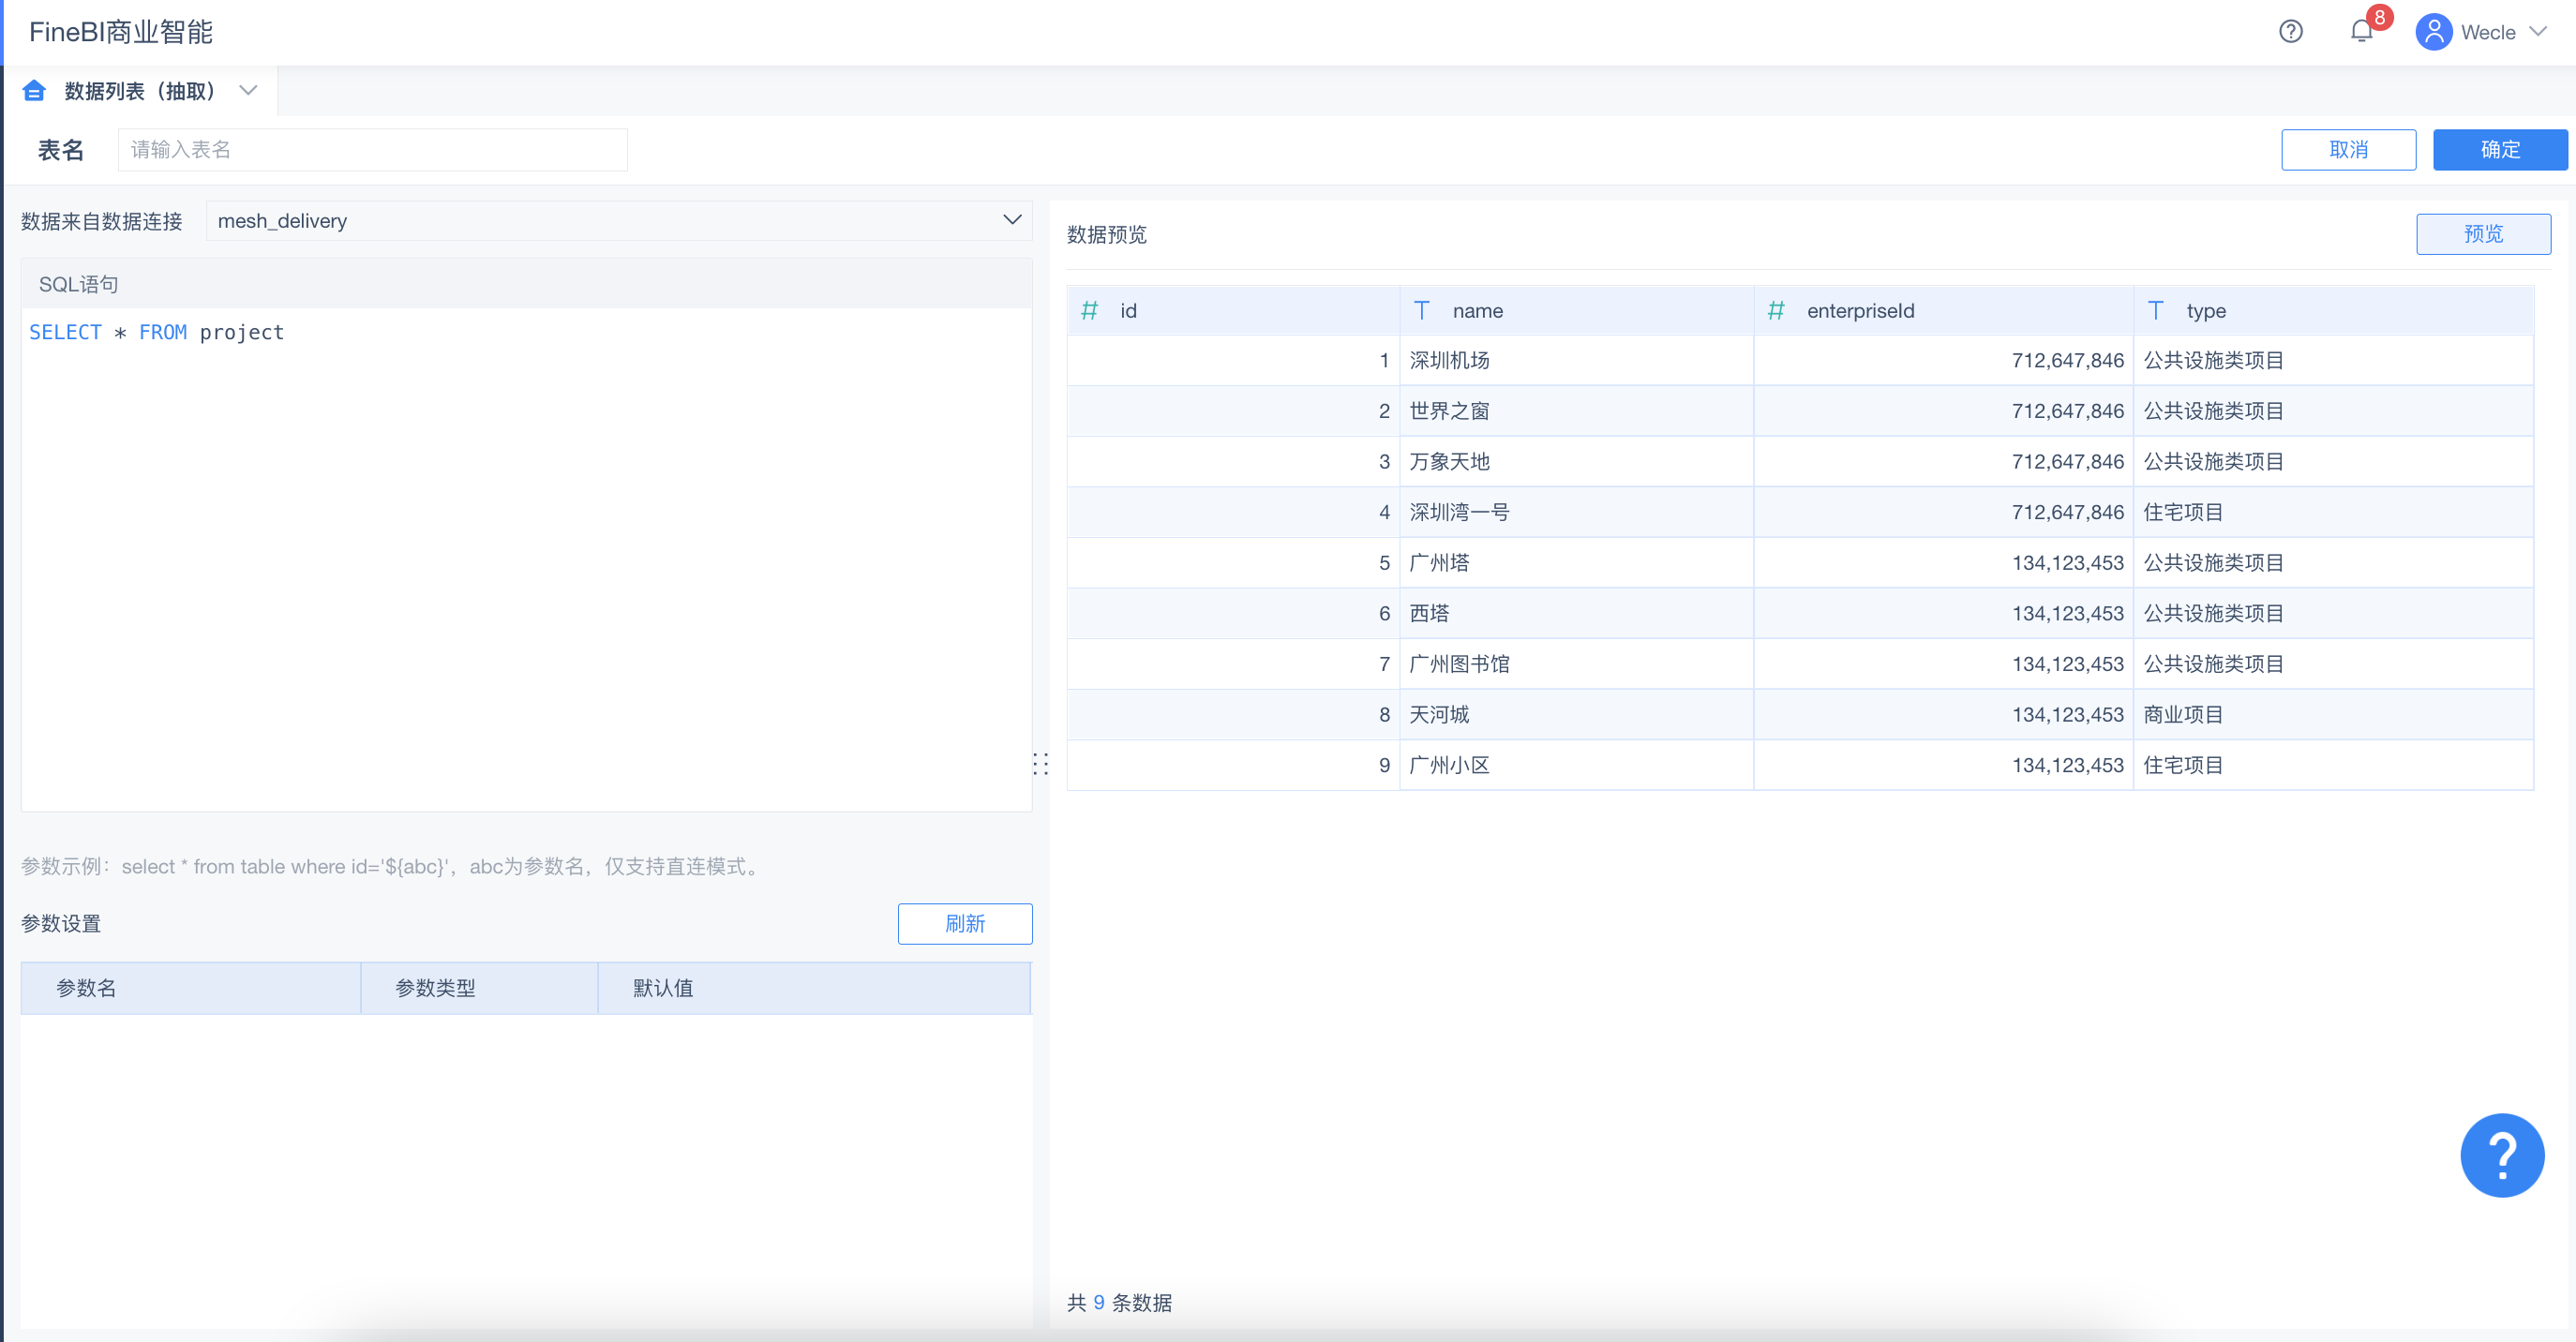 FineBI商业智能
8
Wecle
数据列表（抽取）
表名
请输入表名
取消
确定
数据来自数据连接
mesh_delivery
SQL语句
SELECT * FROM project
参数示例：select * from table where id='${abc}'，abc为参数名，仅支持直连模式。
参数设置
刷新
参数名 参数类型 默认值
数据预览
预览
# id T name # enterpriseId T type
1 深圳机场 712,647,846 公共设施类项目
2 世界之窗 712,647,846 公共设施类项目
3 万象天地 712,647,846 公共设施类项目
4 深圳湾一号 712,647,846 住宅项目
5 广州塔 134,123,453 公共设施类项目
6 西塔 134,123,453 公共设施类项目
7 广州图书馆 134,123,453 公共设施类项目
8 天河城 134,123,453 商业项目
9 广州小区 134,123,453 住宅项目
共 9 条数据